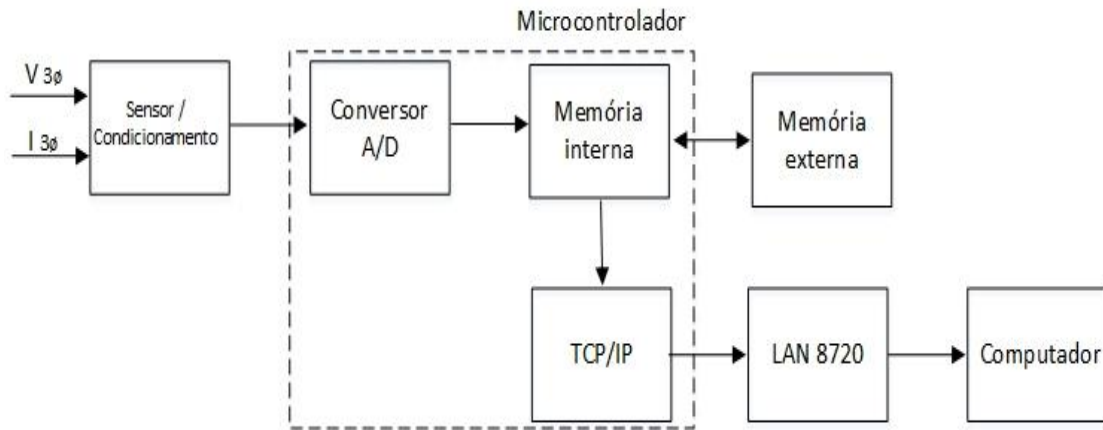 Microcontrolador
V 3ø
I 3ø
Sensor /
Condicionamento
Conversor
A/D
Memória
interna
Memória
externa
TCP/IP
LAN 8720
Computador